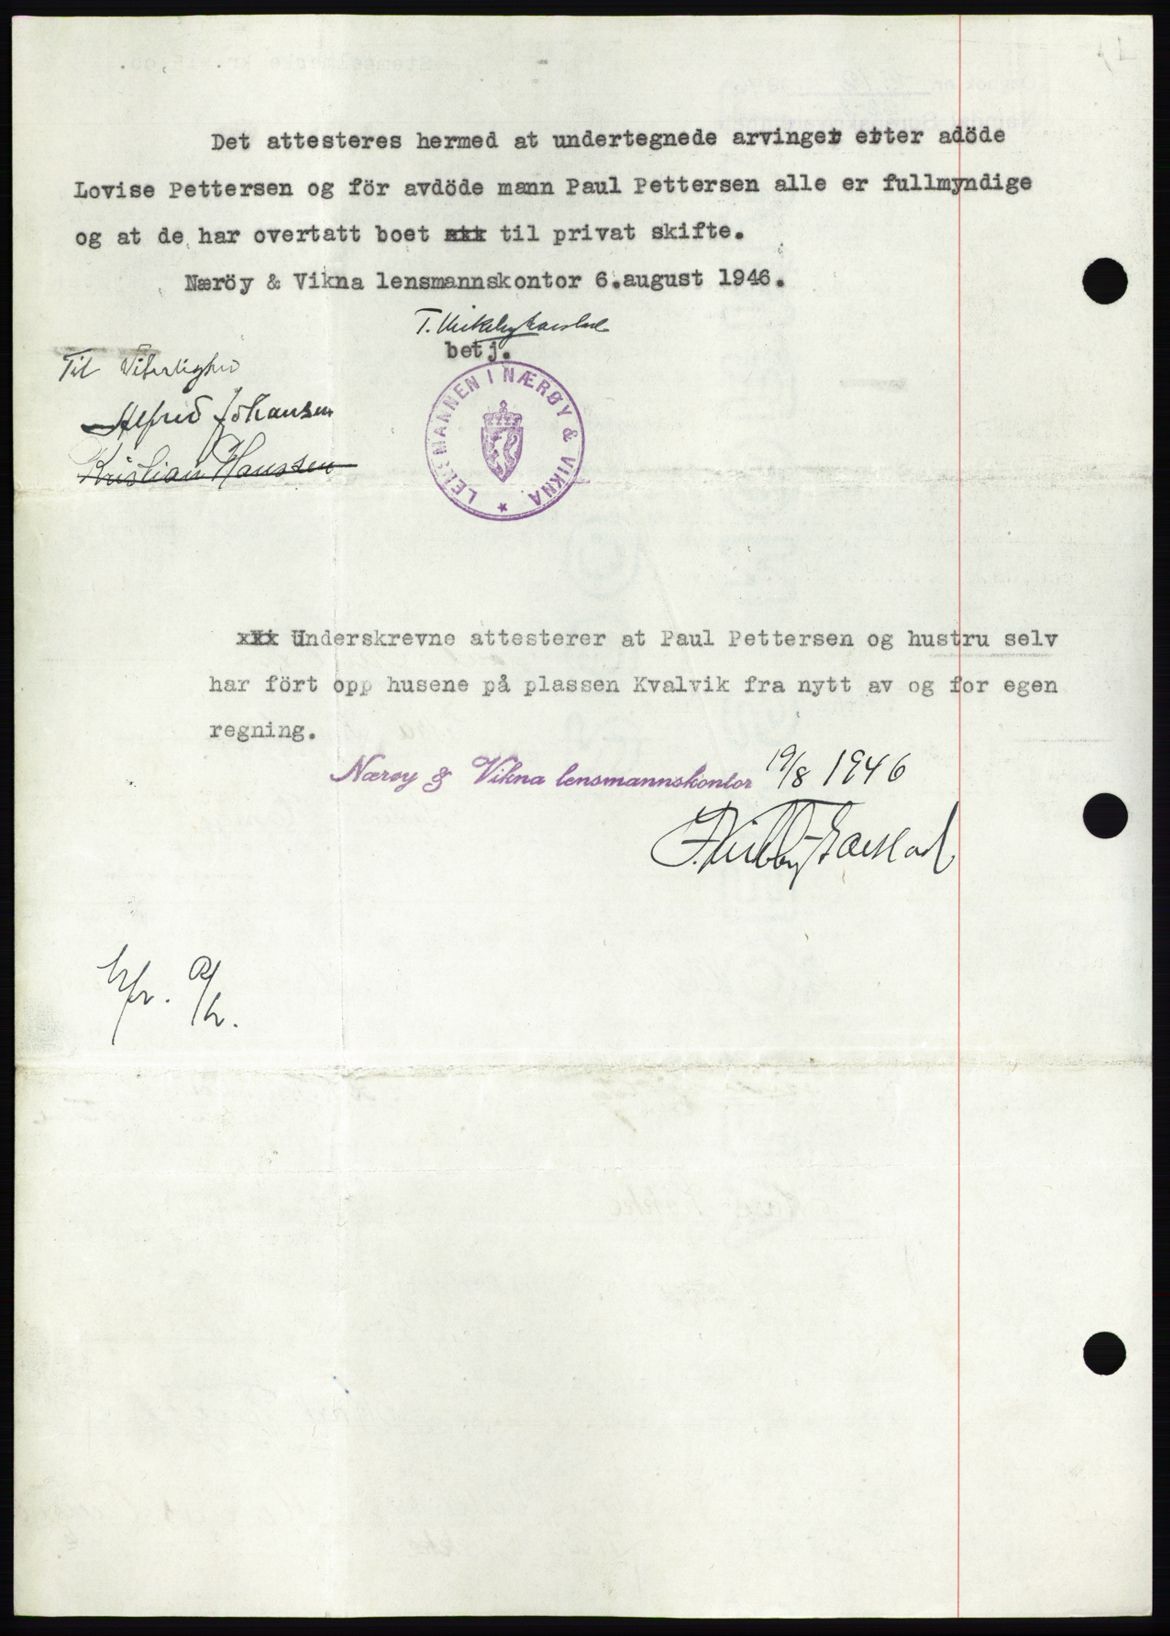 Det attesteres hermed at undertegnede arvinger etter adöde
Lovise Pettersen og för avdöde mann Paul Pettersen alle er fullmyndige
og at de har overtatt boet xxx til privat skifte.
Næröy & Vikna lensmannskontor 6.august 1946.
betj.
Til Vitterlighet
Alfred Johansen
Kristian Hanssen
LENSMANNEN I NÆRØY & VIKNA
xxx Underskrevne attesterer at Paul Pettersen og hustru selv
har fört opp husene på plassen Kvalvik fra nytt av og for egen
regning.
Nærøy & Vikna lensmannskontor 19/8 1946